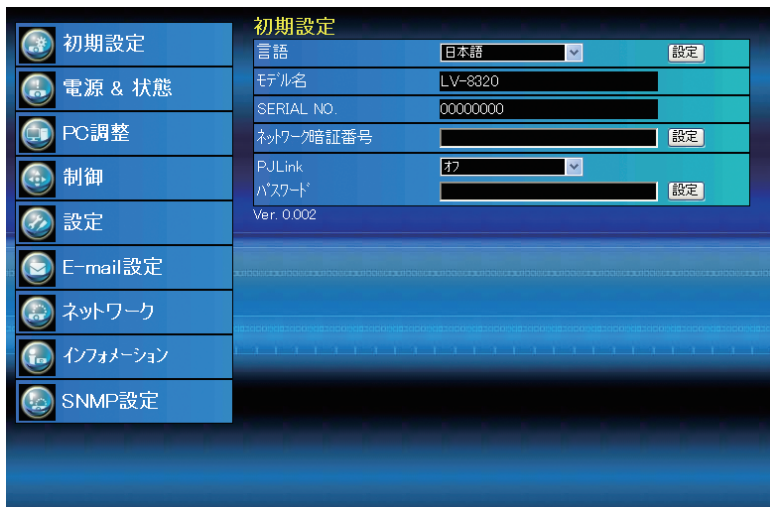 初期設定
電源 & 状態
PC調整
制御
設定
E-mail設定
ネットワーク
インフォメーション
SNMP設定
初期設定
言語 日本語 設定
モデル名 LV-8320
SERIAL NO. 00000000
ネットワーク暗証番号 設定
PJLink オフ
パスワード 設定
Ver. 0.002